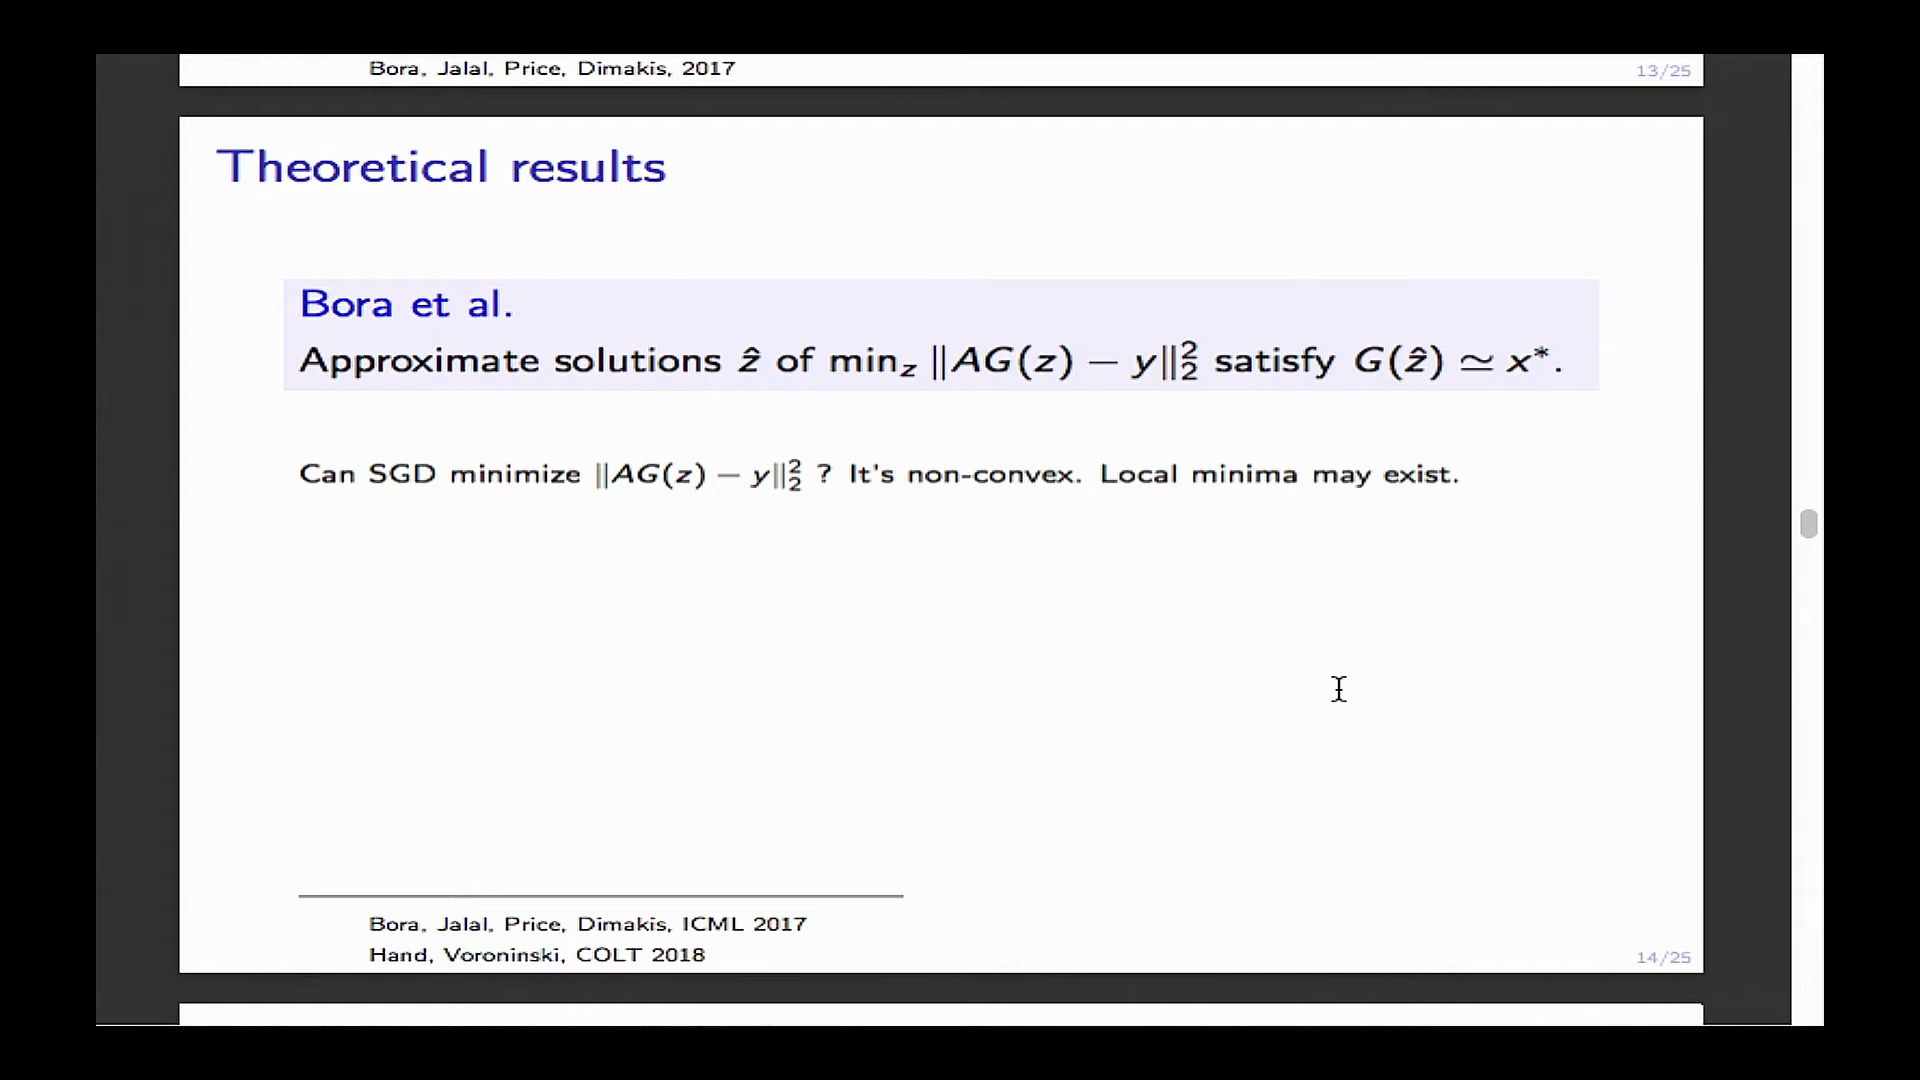 Bora, Jalal, Price, Dimakis, 2017
13/25
Theoretical results
Bora et al.
Approximate solutions ẑ of min_z ‖AG(z) − y‖₂² satisfy G(ẑ) ≃ x*.
Can SGD minimize ‖AG(z) − y‖₂² ? It's non-convex. Local minima may exist.
Bora, Jalal, Price, Dimakis, ICML 2017
Hand, Voroninski, COLT 2018
14/25